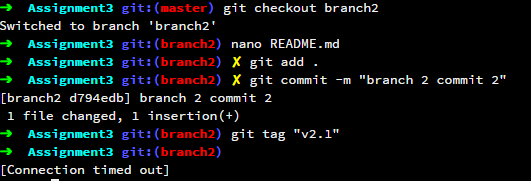 ➜ Assignment3 git:(master) git checkout branch2
Switched to branch 'branch2'
➜ Assignment3 git:(branch2) nano README.md
➜ Assignment3 git:(branch2) ✗ git add .
➜ Assignment3 git:(branch2) ✗ git commit -m "branch 2 commit 2"
[branch2 d794edb] branch 2 commit 2
1 file changed, 1 insertion(+)
➜ Assignment3 git:(branch2) git tag "v2.1"
➜ Assignment3 git:(branch2)
[Connection timed out]